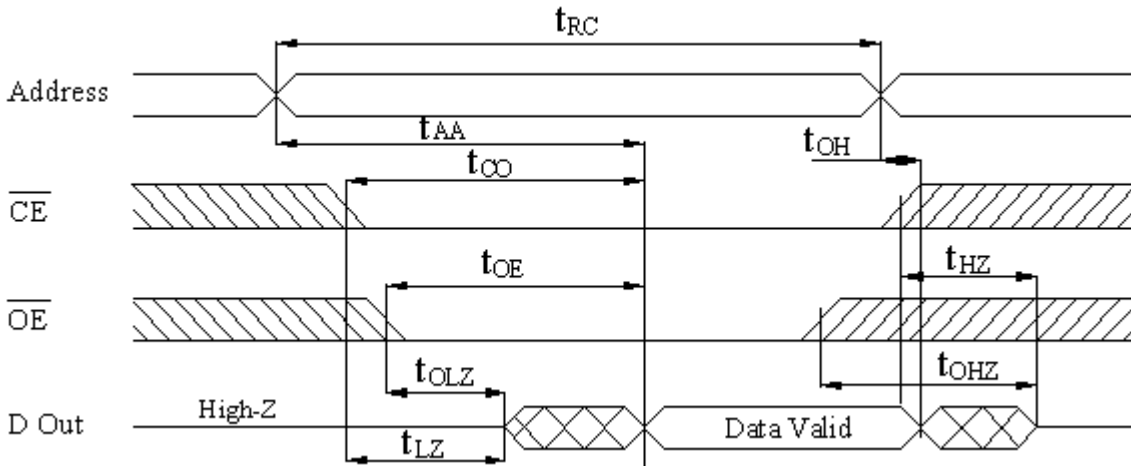 tRC
Address
tAA
tOH
tCO
CE
tHZ
tOE
OE
tOLZ
tOHZ
High-Z
D Out
Data Valid
tLZ